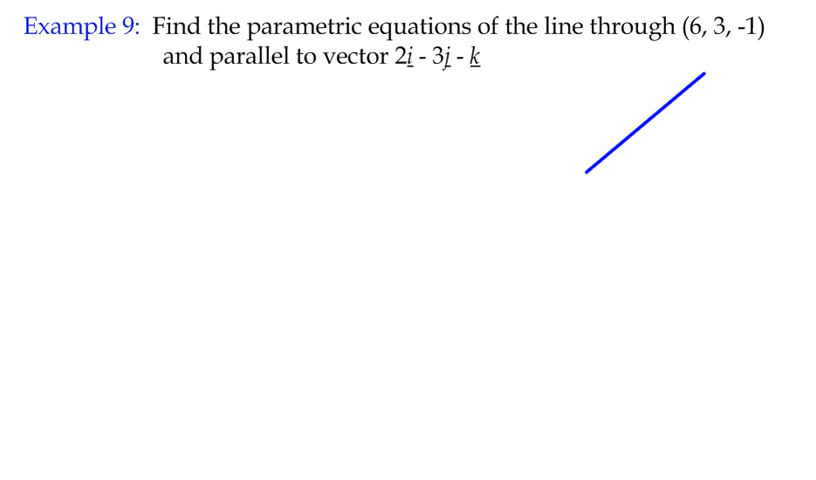 Example 9: Find the parametric equations of the line through (6, 3, -1)
and parallel to vector 2i - 3j - k